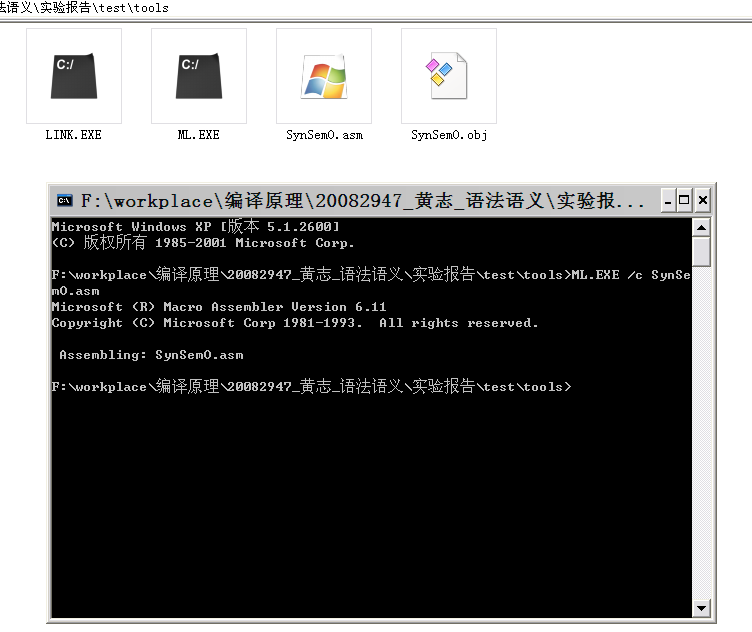 法语义\实验报告\test\tools
C:/
C:/
LINK.EXE
ML.EXE
SynSemO.asm
SynSemO.obj
F:\workplace\编译原理\20082947_黄志_语法语义\实验报...
Microsoft Windows XP [版本 5.1.2600]
(C) 版权所有 1985-2001 Microsoft Corp.
F:\workplace\编译原理\20082947_黄志_语法语义\实验报告\test\tools>ML.EXE /c SynSe
mO.asm
Microsoft (R) Macro Assembler Version 6.11
Copyright (C) Microsoft Corp 1981-1993.  All rights reserved.
Assembling: SynSemO.asm
F:\workplace\编译原理\20082947_黄志_语法语义\实验报告\test\tools>